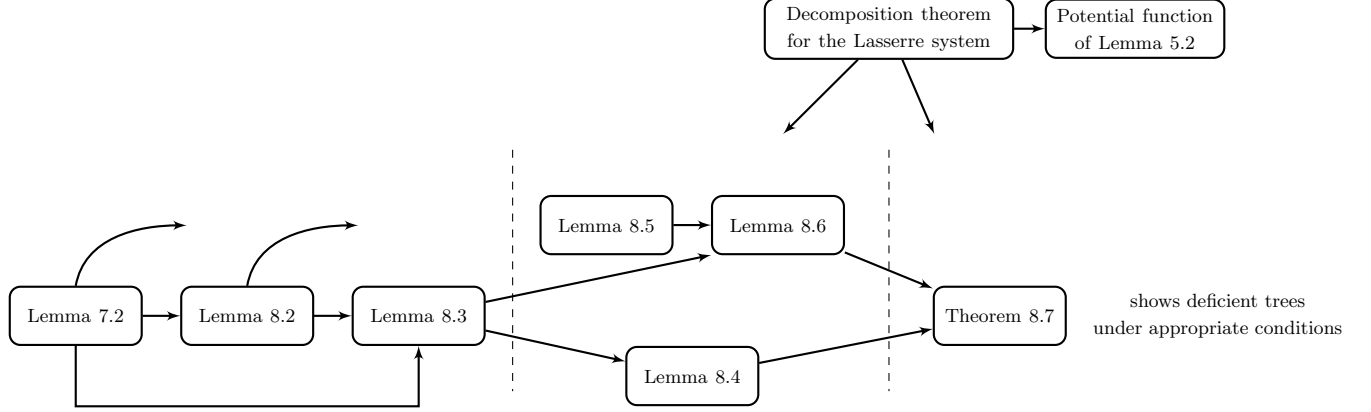 Decomposition theorem
for the Lasserre system
Potential function
of Lemma 5.2
Lemma 8.5
Lemma 8.6
Lemma 7.2
Lemma 8.2
Lemma 8.3
Theorem 8.7
shows deficient trees
under appropriate conditions
Lemma 8.4